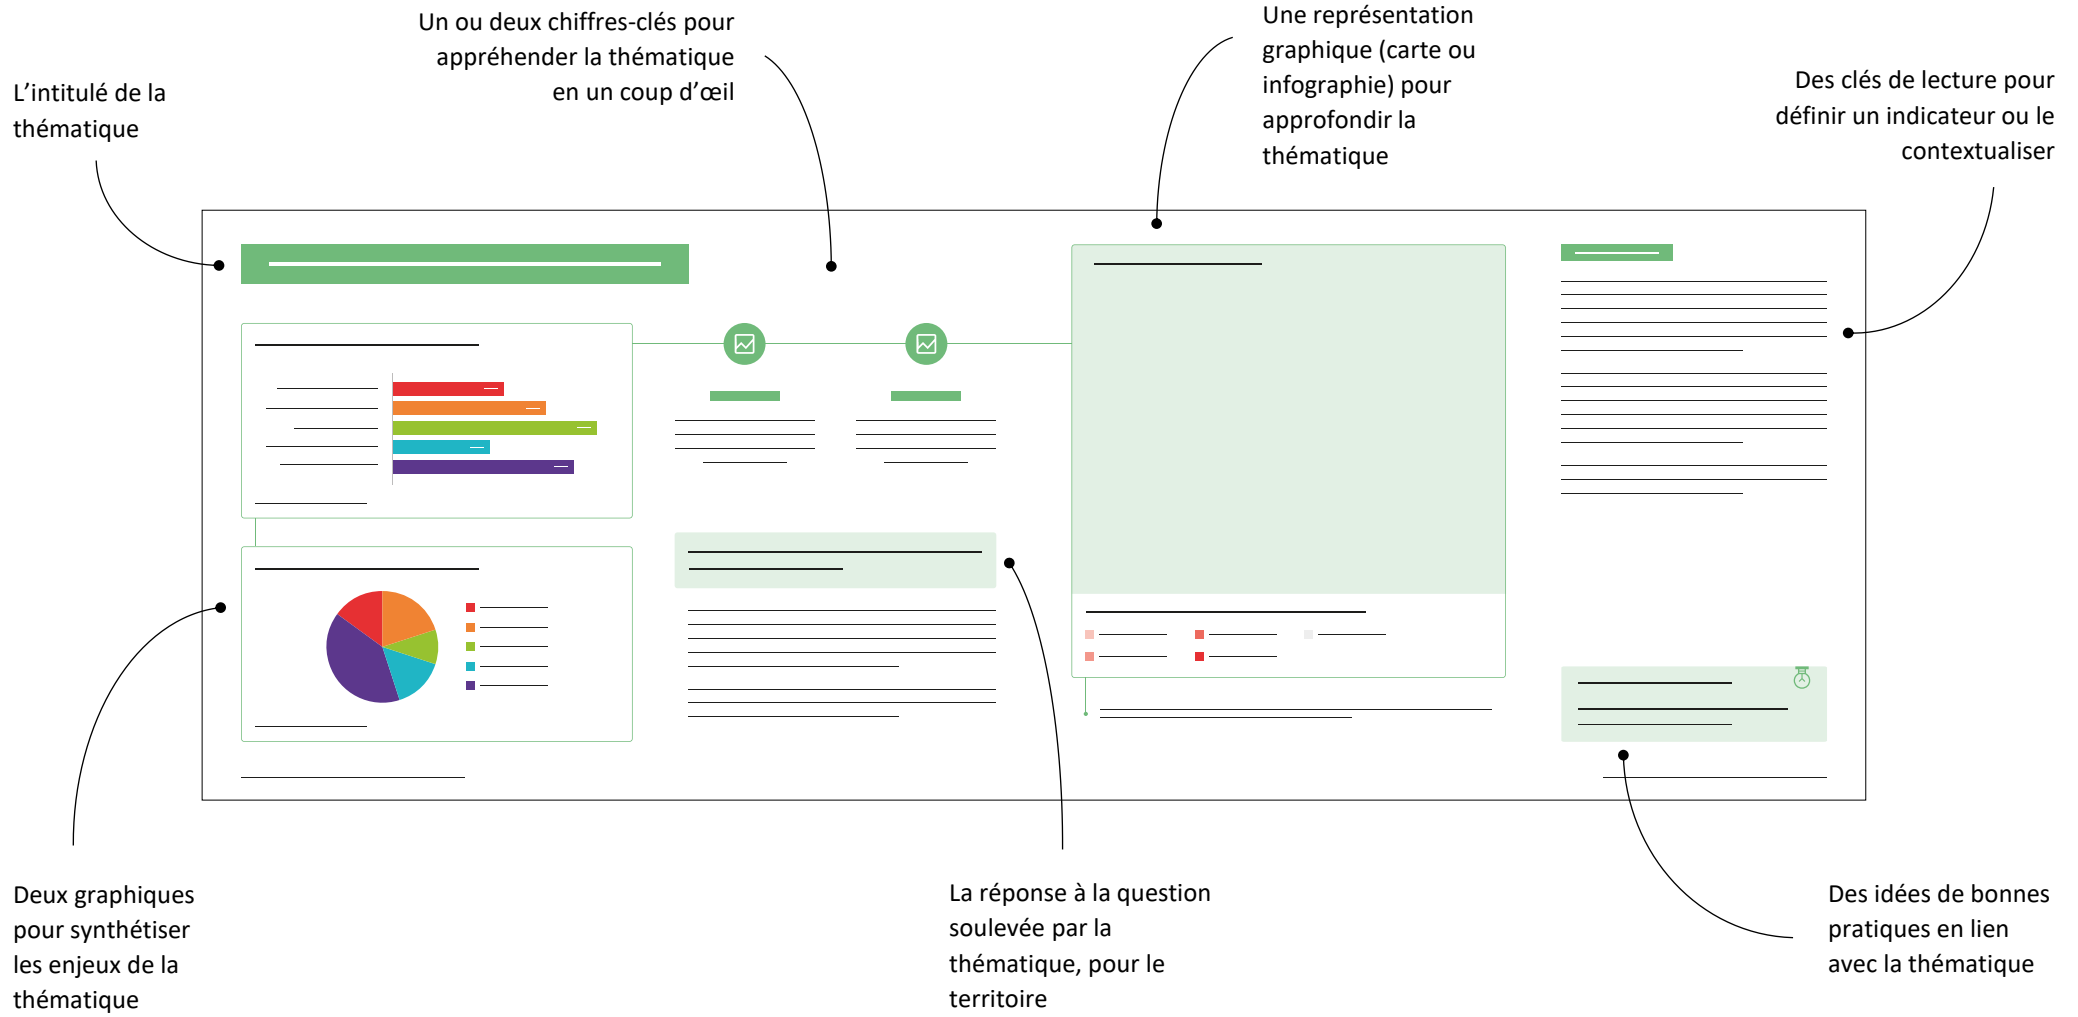 L’intitulé de la
thématique
Un ou deux chiffres-clés pour
appréhender la thématique
en un coup d’œil
Une représentation
graphique (carte ou
infographie) pour
approfondir la
thématique
Des clés de lecture pour
définir un indicateur ou le
contextualiser
Deux graphiques
pour synthétiser
les enjeux de la
thématique
La réponse à la question
soulevée par la
thématique, pour le
territoire
Des idées de bonnes
pratiques en lien
avec la thématique